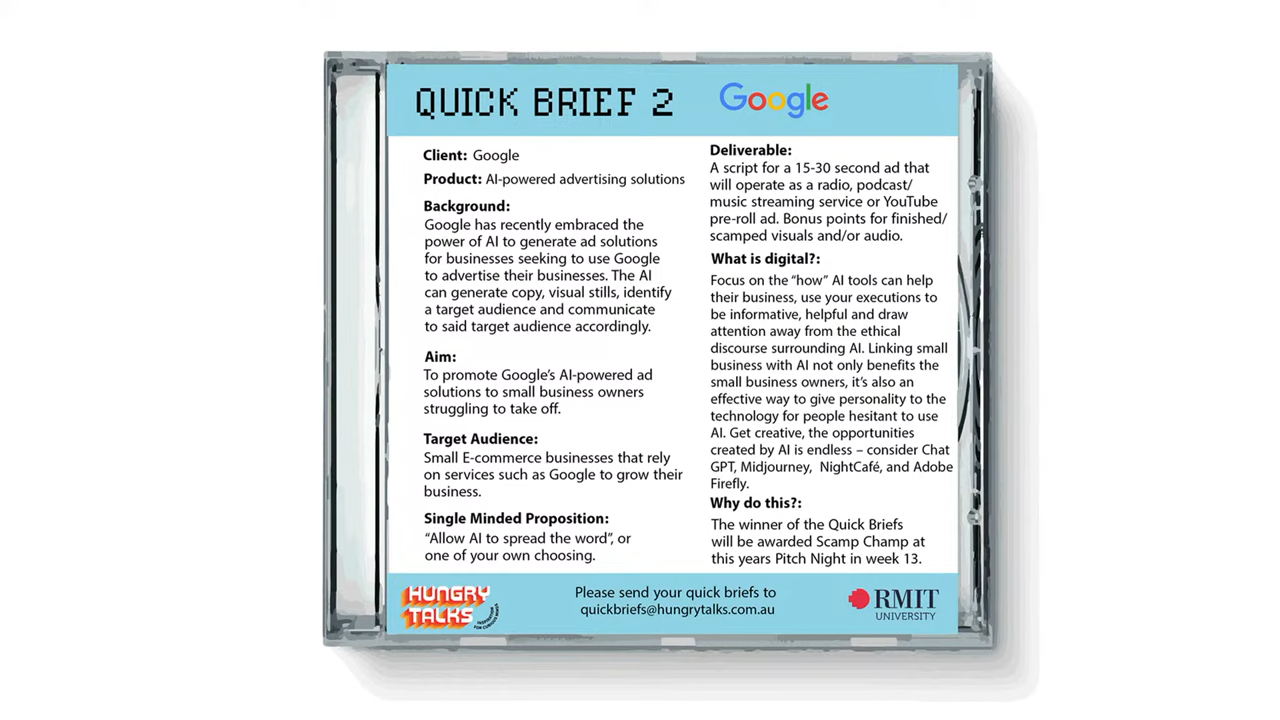 QUICK BRIEF 2
Google
Client: Google
Product: AI-powered advertising solutions
Background:
Google has recently embraced the
power of AI to generate ad solutions
for businesses seeking to use Google
to advertise their businesses. The AI
can generate copy, visual stills, identify
a target audience and communicate
to said target audience accordingly.
Aim:
To promote Google's AI-powered ad
solutions to small business owners
struggling to take off.
Target Audience:
Small E-commerce businesses that rely
on services such as Google to grow their
business.
Single Minded Proposition:
“Allow AI to spread the word”, or
one of your own choosing.
Deliverable:
A script for a 15-30 second ad that
will operate as a radio, podcast/
music streaming service or YouTube
pre-roll ad. Bonus points for finished/
scamped visuals and/or audio.
What is digital?:
Focus on the “how” AI tools can help
their business, use your executions to
be informative, helpful and draw
attention away from the ethical
discourse surrounding AI. Linking small
business with AI not only benefits the
small business owners, it's also an
effective way to give personality to the
technology for people hesitant to use
AI. Get creative, the opportunities
created by AI is endless – consider Chat
GPT, Midjourney, NightCafé, and Adobe
Firefly.
Why do this?:
The winner of the Quick Briefs
will be awarded Scamp Champ at
this years Pitch Night in week 13.
HUNGRY
TALKS
INSPIRATION
FOR CURIOUS MINDS
Please send your quick briefs to
quickbriefs@hungrytalks.com.au
RMIT
UNIVERSITY